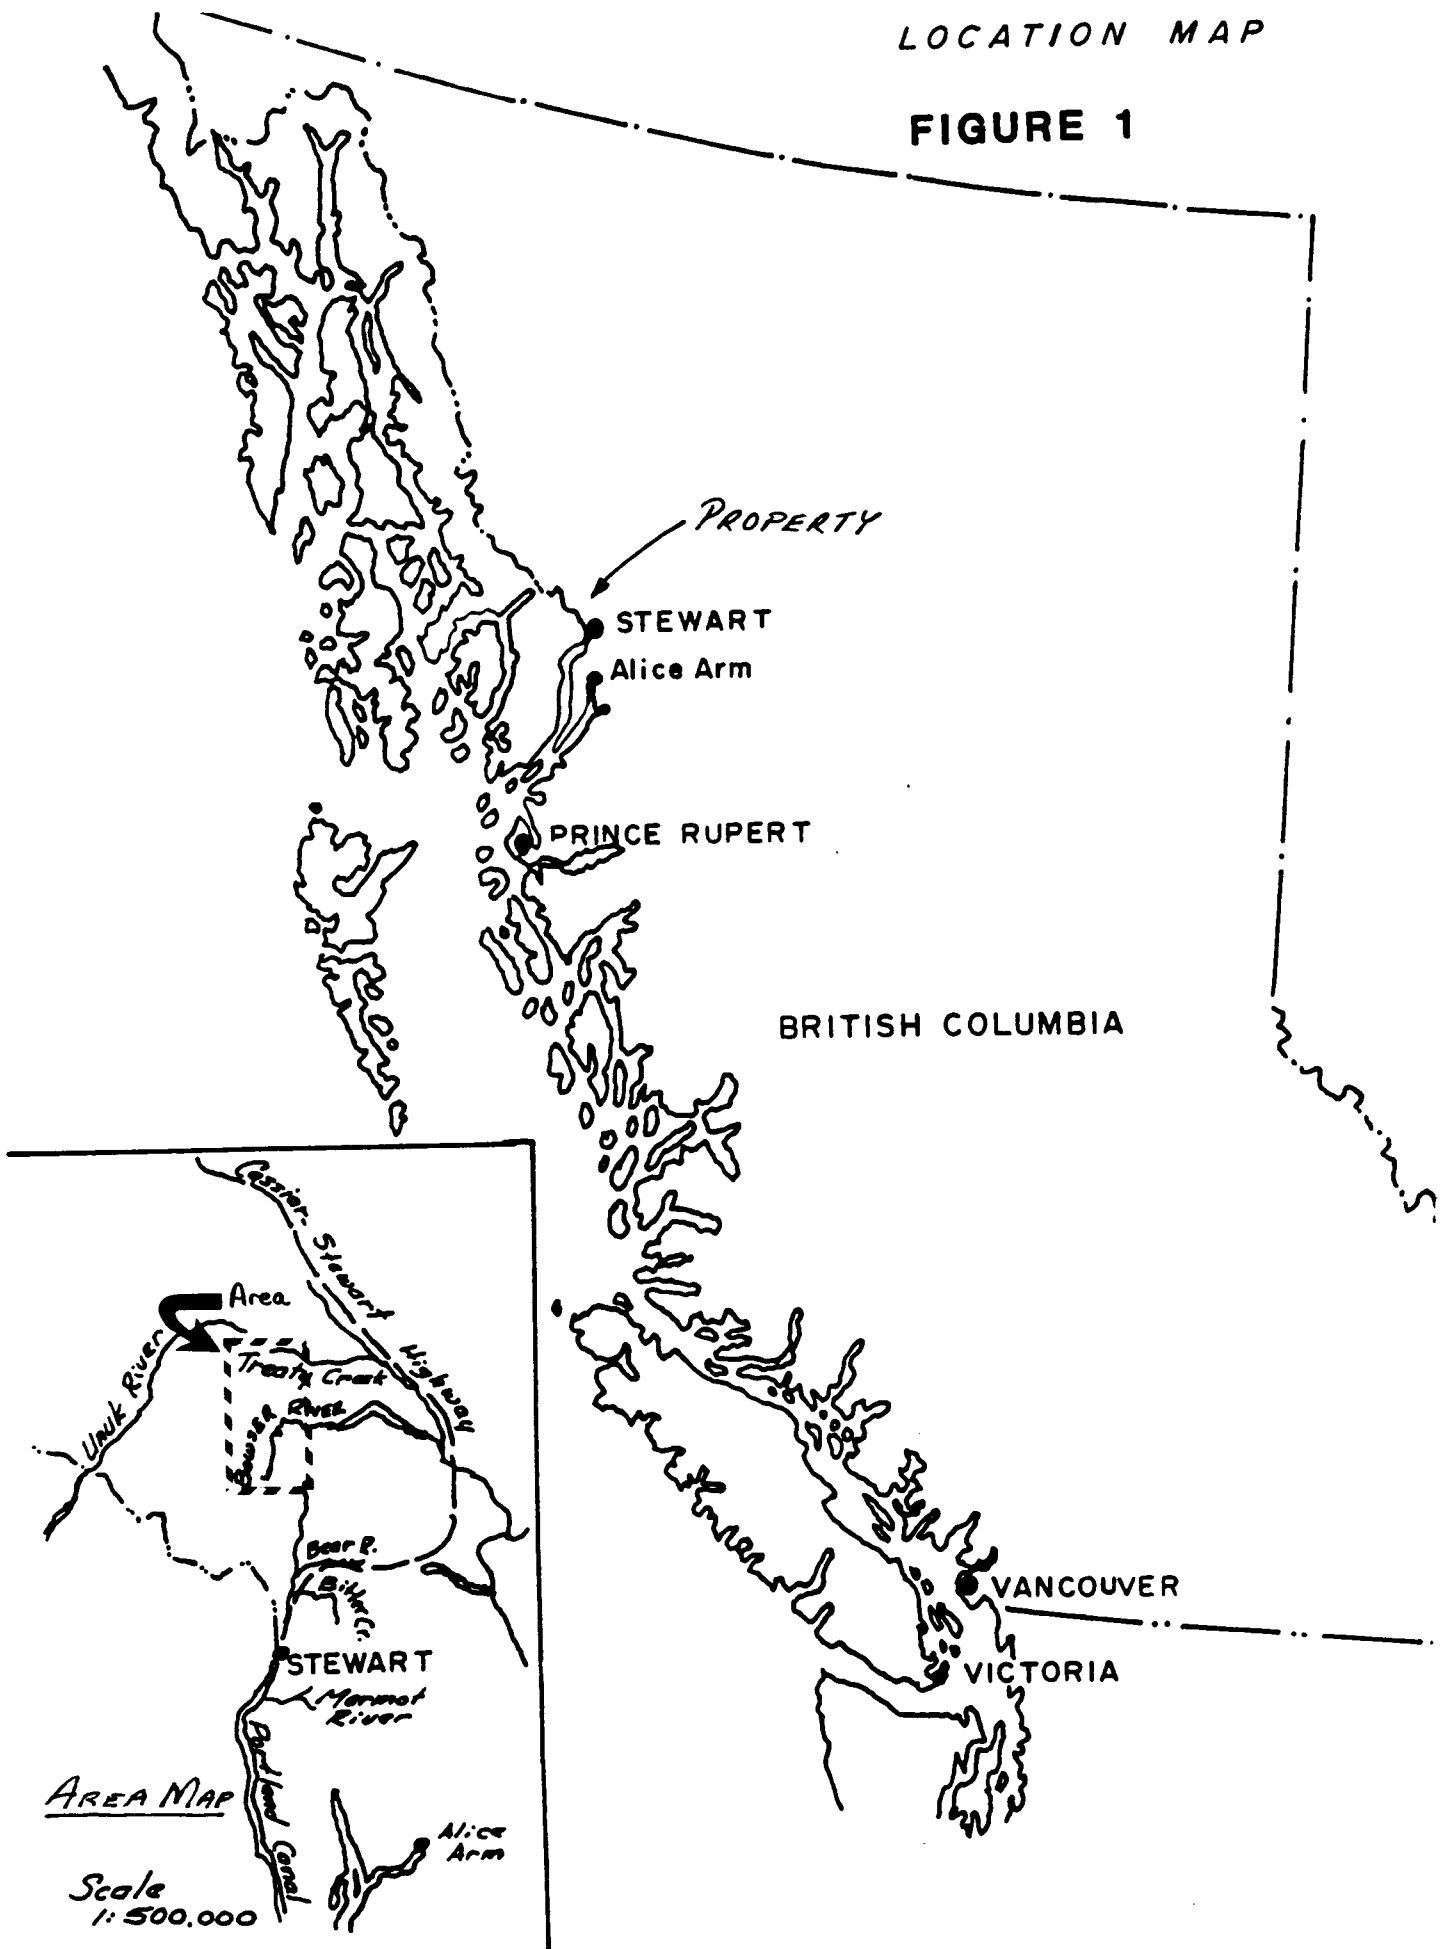 LOCATION MAP
FIGURE 1
PROPERTY
STEWART
Alice Arm
PRINCE RUPERT
BRITISH COLUMBIA
VANCOUVER
VICTORIA
Cassiar-Stewart Highway
Area
Unuk River
Treaty Creek
BOWSER RIVER
Bear R.
Bitter Cr.
STEWART
Marmot
River
Portland Canal
AREA MAP
Alice
Arm
Scale
1:500,000